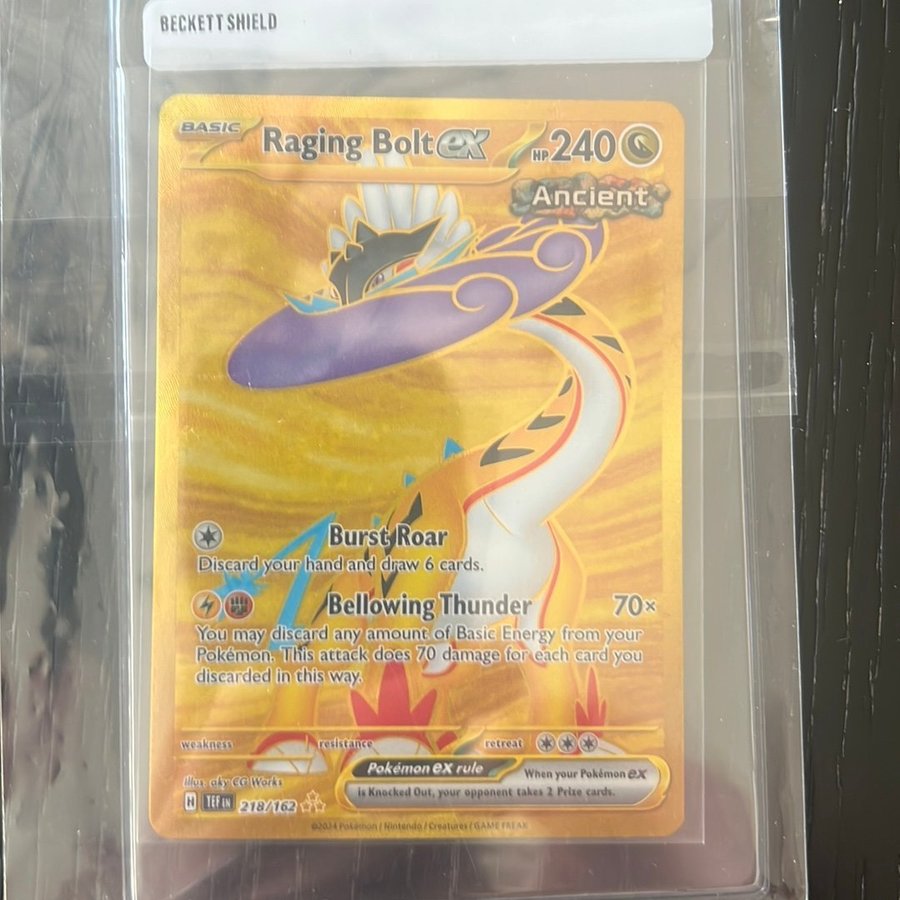 BECKETT SHIELD
BASIC Raging Bolt ex HP 240
Ancient
Burst Roar
Discard your hand and draw 6 cards.
Bellowing Thunder 70×
You may discard any amount of Basic Energy from your
Pokémon. This attack does 70 damage for each card you
discarded in this way.
weakness resistance retreat
Pokémon ex rule When your Pokémon ex
is Knocked Out, your opponent takes 2 Prize cards.
Illus. aky CG Works
H TEF EN 218/162
©2024 Pokémon / Nintendo / Creatures / GAME FREAK